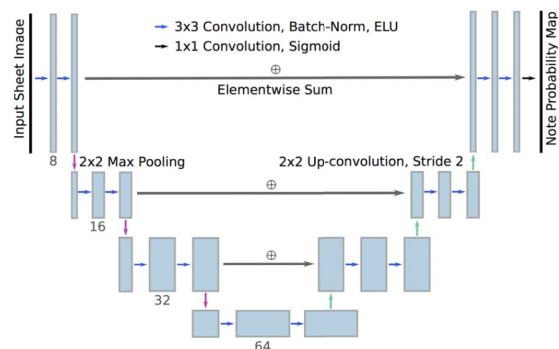 3x3 Convolution, Batch-Norm, ELU
1x1 Convolution, Sigmoid
Input Sheet Image
⊕
Elementwise Sum
Note Probability Map
8
2x2 Max Pooling
2x2 Up-convolution, Stride 2
⊕
16
⊕
32
64